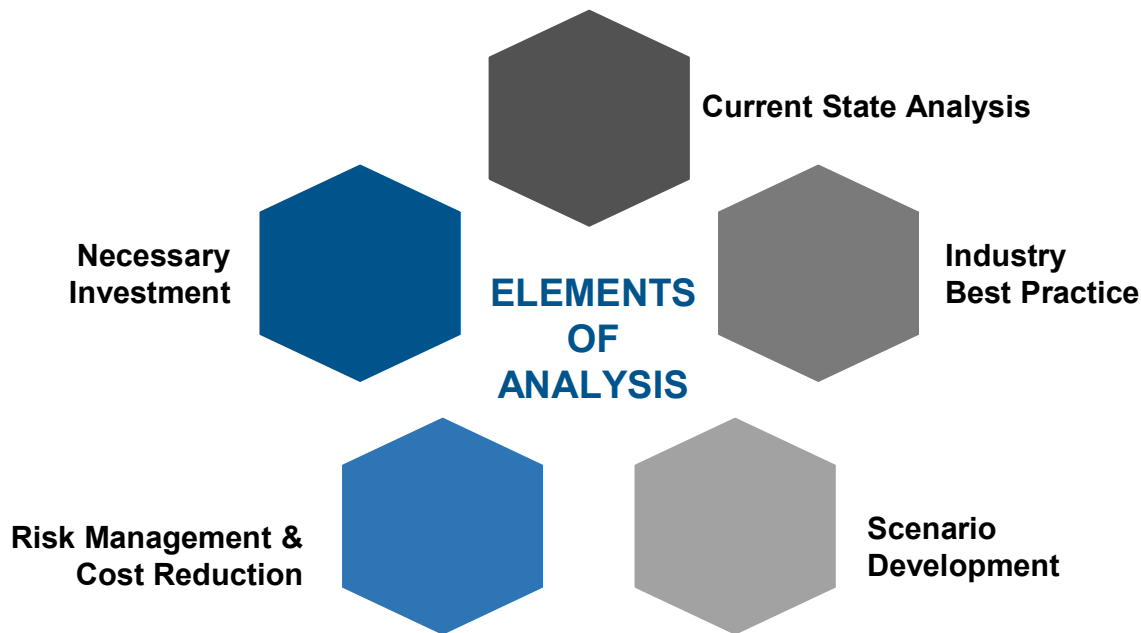 Current State Analysis
Necessary
Investment
Industry
Best Practice
ELEMENTS
OF
ANALYSIS
Risk Management &
Cost Reduction
Scenario
Development